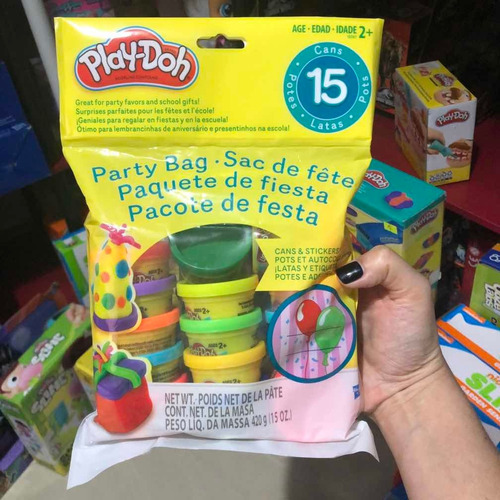 AGE • EDAD • IDADE 2+
PLAY-DOH
Cans
Potes 15 Pots
Latas
Great for party favors and school gifts!
Surprises parfaites pour les fêtes et l'école!
¡Geniales para regalar en fiestas y en la escuela!
Ótimo para lembrancinhas de aniversário e presentinhos na escola!
Party Bag • Sac de fête
Paquete de fiesta
Pacote de festa
CANS & STICKERS
POTS ET
¡LATAS Y
POTES E
NET WT. POIDS NET DE LA PÂTE
CONT. NET. DE LA MASA
PESO LIQ. DA MASSA 420 g (15 OZ.)
Play-Doh
Play-Doh